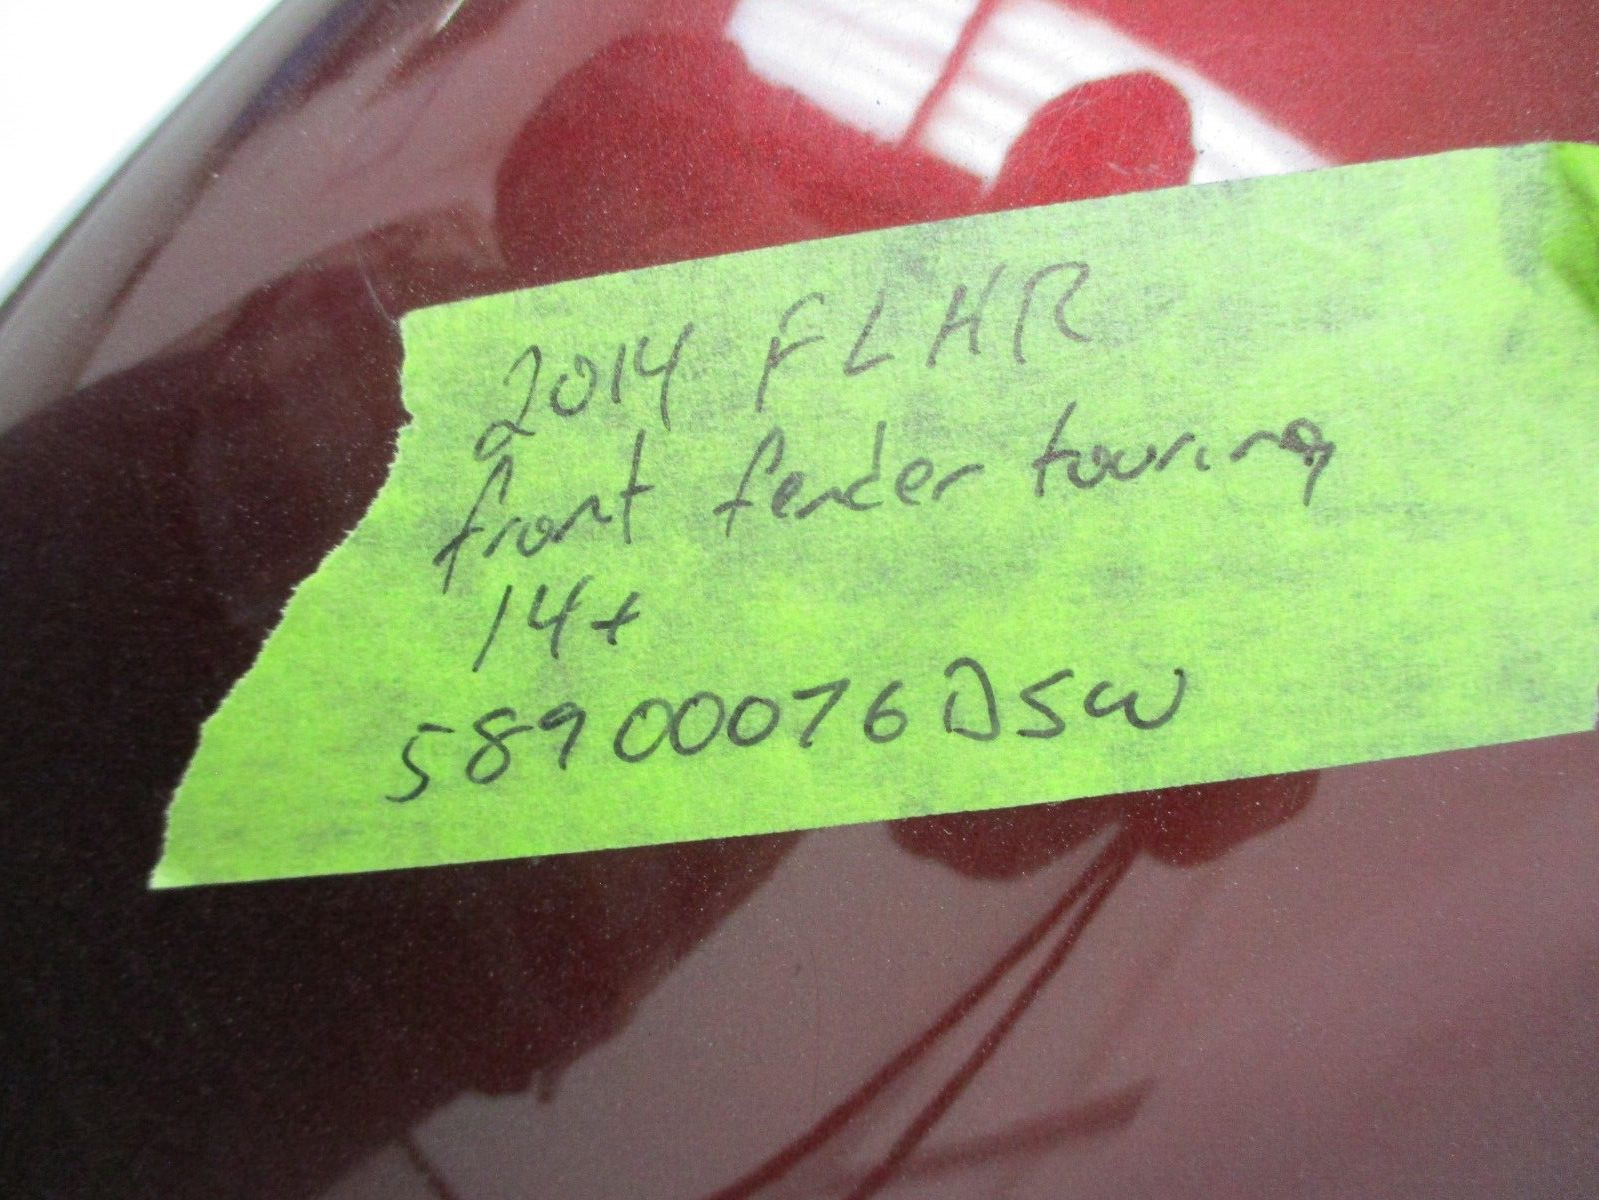 2014 FLHR
front fender touring
14+
58900076DSW